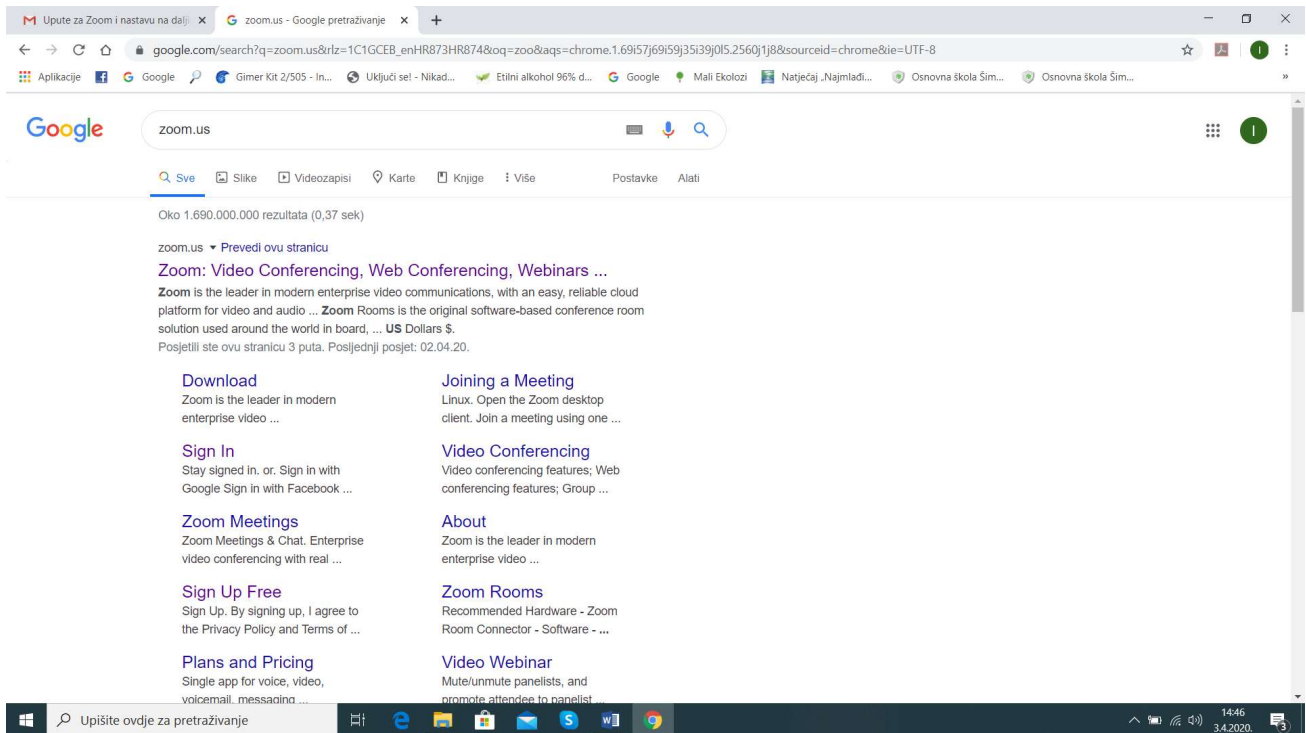 Upute za Zoom i nastavu na dalji
zoom.us - Google pretraživanje
google.com/search?q=zoom.us&rlz=1C1GCEB_enHR873HR874&oq=zoo&aqs=chrome.1.69i57j69i59j35i39j0l5.2560j1j8&sourceid=chrome&ie=UTF-8
Aplikacije Google Gimer Kit 2/505 - In... Uključi se! - Nikad... Etilni alkohol 96% d... Google Mali Ekolozi Natječaj „Najmlađi... Osnovna škola Šim... Osnovna škola Šim... »
Google zoom.us I
Sve Slike Videozapisi Karte Knjige Više Postavke Alati
Oko 1.690.000.000 rezultata (0,37 sek)
zoom.us Prevedi ovu stranicu
Zoom: Video Conferencing, Web Conferencing, Webinars ...
Zoom is the leader in modern enterprise video communications, with an easy, reliable cloud
platform for video and audio ... Zoom Rooms is the original software-based conference room
solution used around the world in board, ... US Dollars $.
Posjetili ste ovu stranicu 3 puta. Posljednji posjet: 02.04.20.
Download
Zoom is the leader in modern
enterprise video ...
Joining a Meeting
Linux. Open the Zoom desktop
client. Join a meeting using one ...
Sign In
Stay signed in. or. Sign in with
Google Sign in with Facebook ...
Video Conferencing
Video conferencing features; Web
conferencing features; Group ...
Zoom Meetings
Zoom Meetings & Chat. Enterprise
video conferencing with real ...
About
Zoom is the leader in modern
enterprise video ...
Sign Up Free
Sign Up. By signing up, I agree to
the Privacy Policy and Terms of ...
Zoom Rooms
Recommended Hardware - Zoom
Room Connector - Software - ...
Plans and Pricing
Single app for voice, video,
voicemail, messaging ...
Video Webinar
Mute/unmute panelists, and
promote attendee to panelist ...
Upišite ovdje za pretraživanje
14:46
3.4.2020.
3